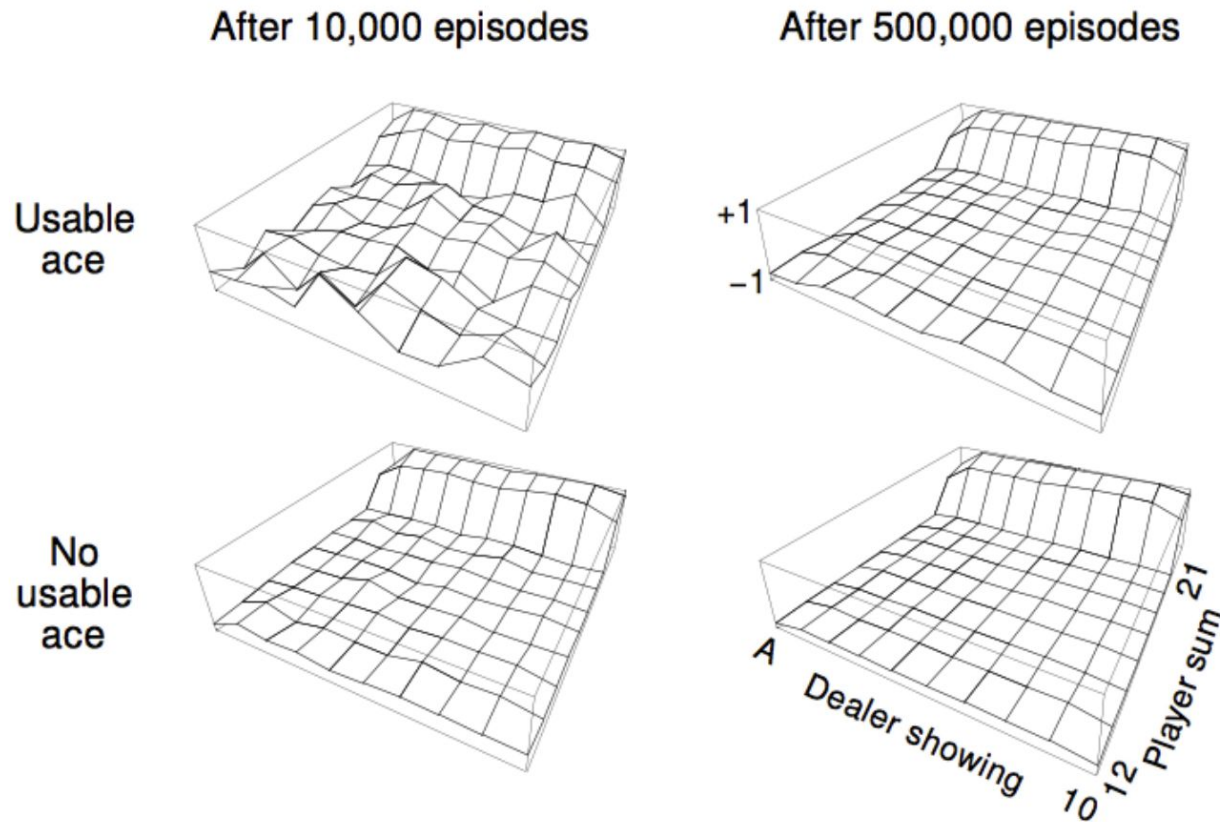 After 10,000 episodes
After 500,000 episodes
Usable
ace
+1
−1
No
usable
ace
A
Dealer showing
10
12
Player sum
21